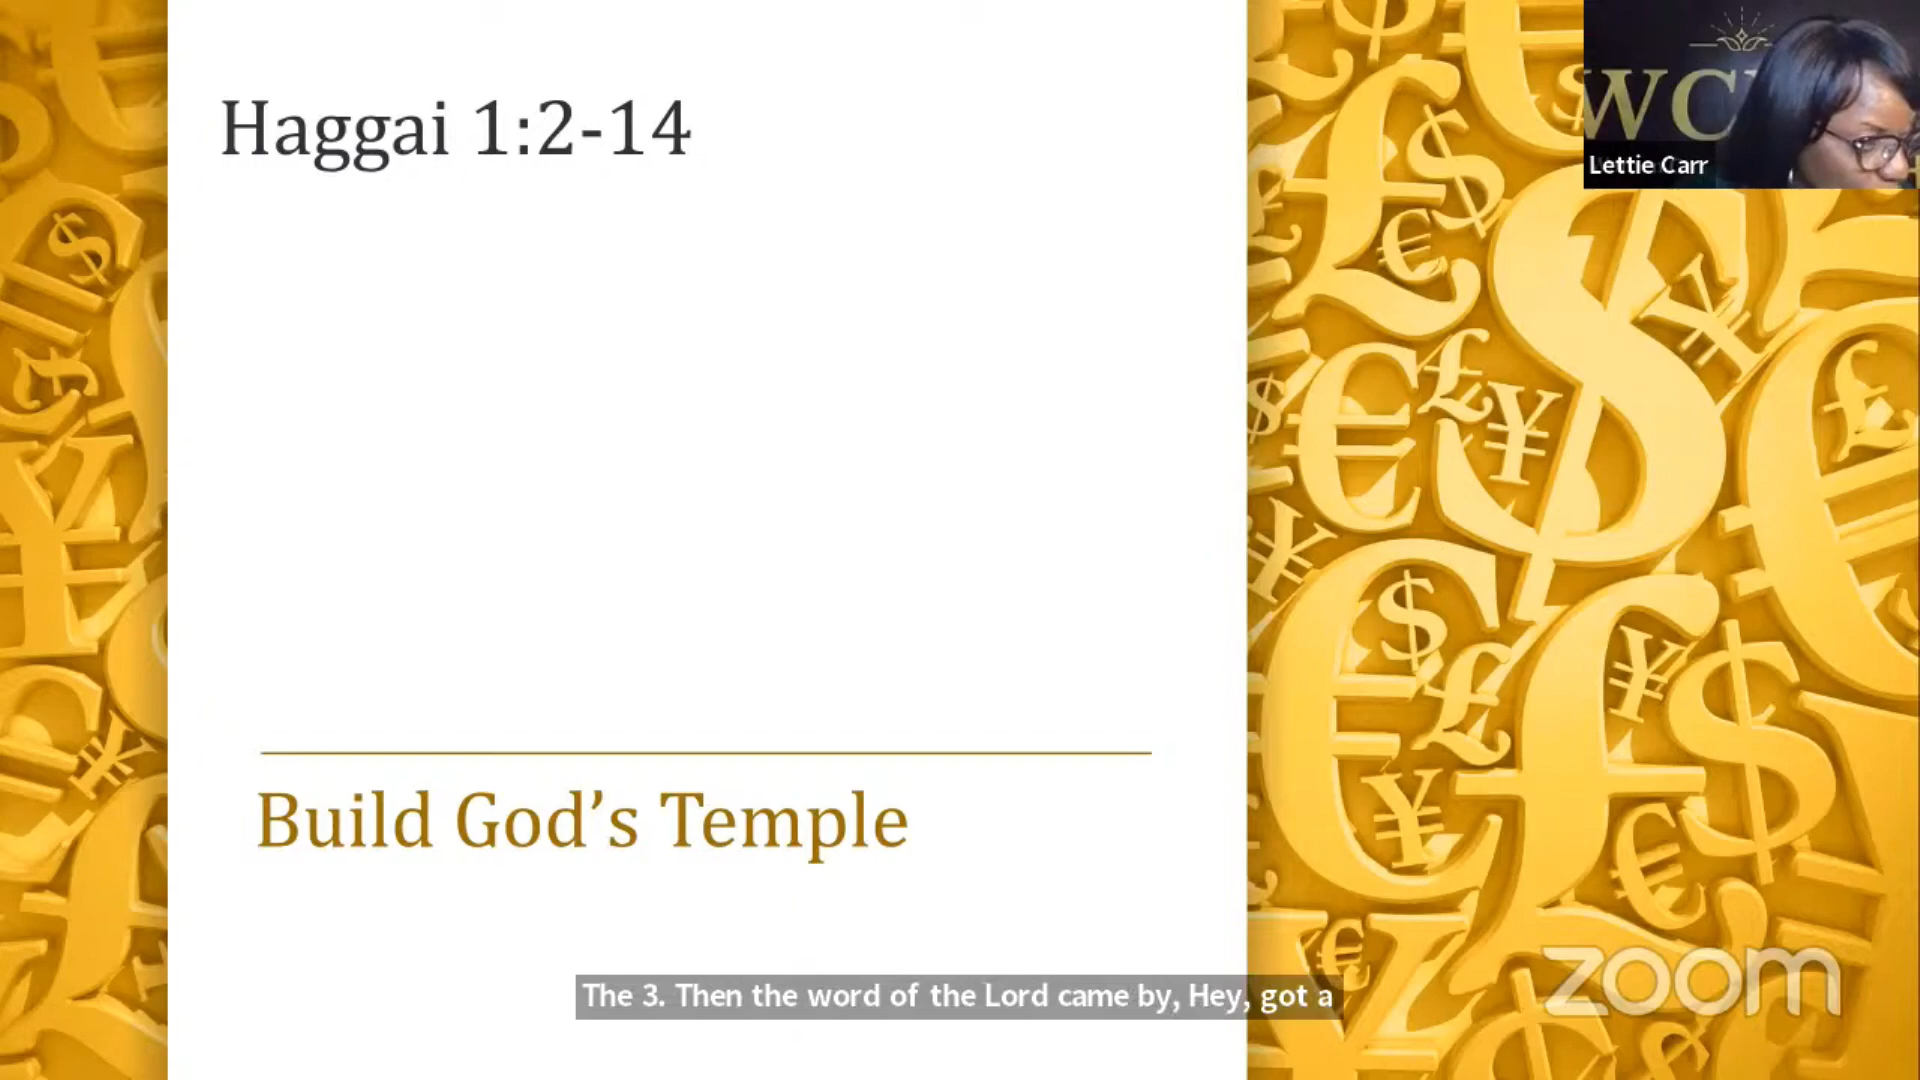 Haggai 1:2-14
WC
Lettie Carr
Build God’s Temple
The 3. Then the word of the Lord came by, Hey, got a
zoom